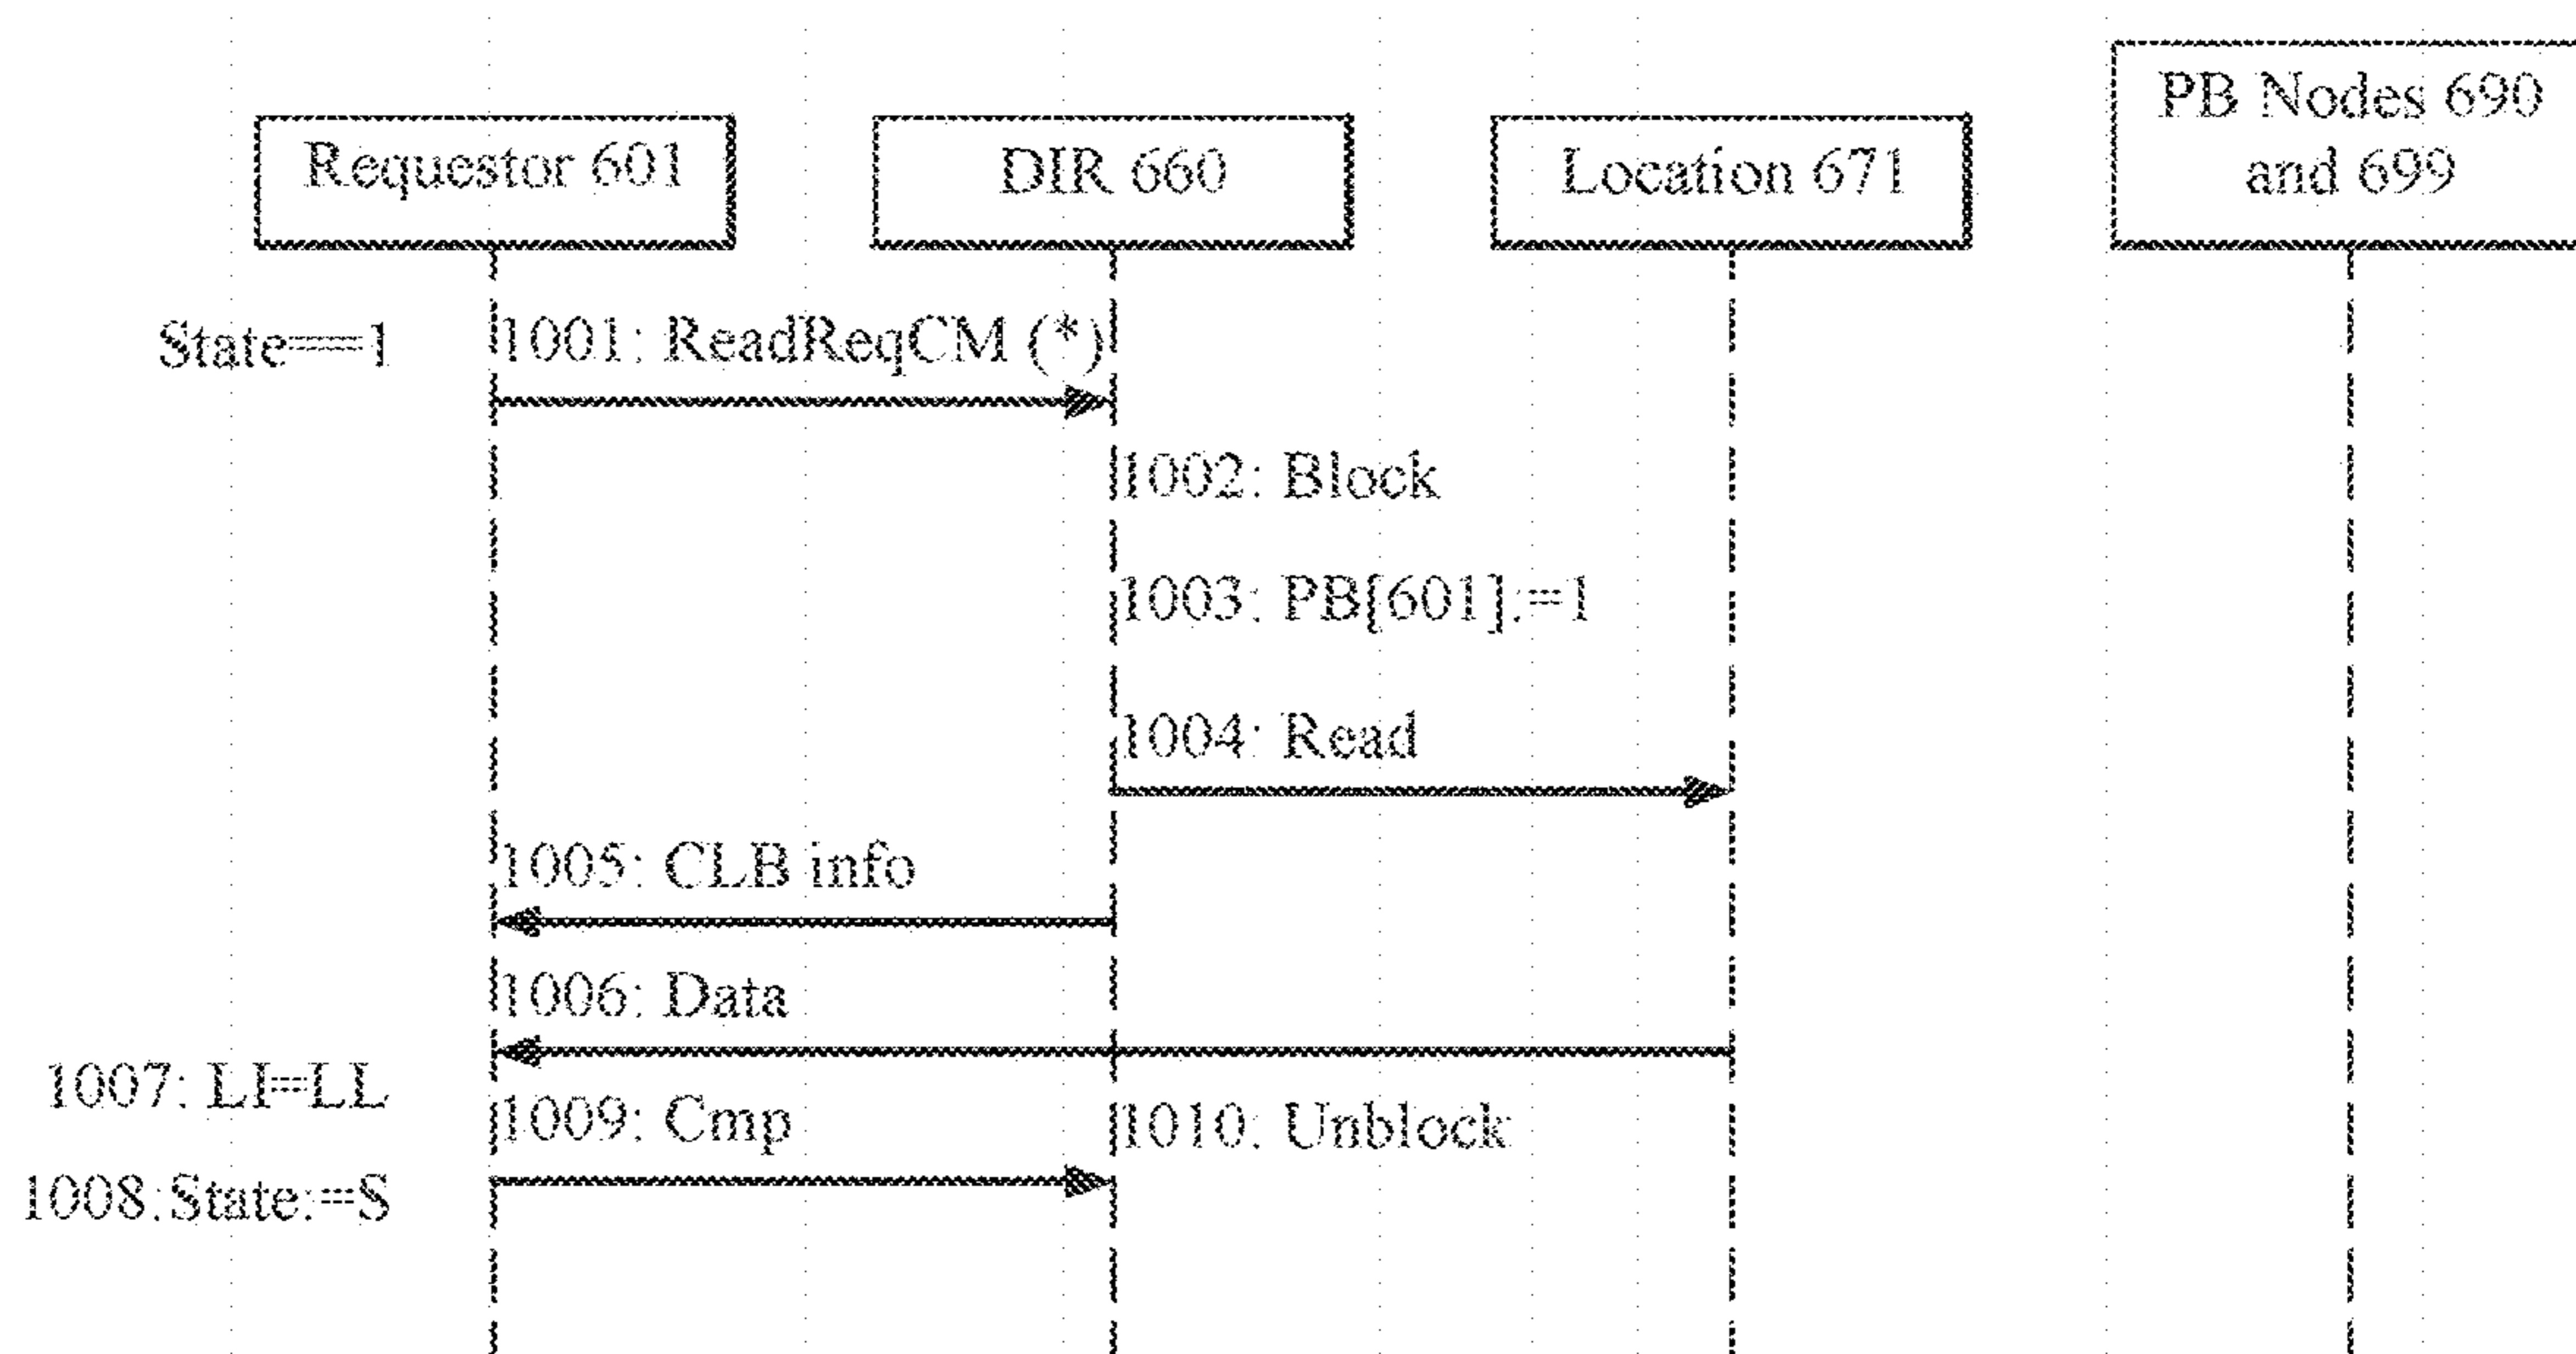 Requestor 601
DIR 660
Location 671
PB Nodes 690
and 699
State==1
1001: ReadReqCM (*)
1002: Block
1003: PB[601]:=1
1004: Read
1005: CLB info
1006: Data
1007: LI=LL
1009: Cmp
1010: Unblock
1008:State:=S